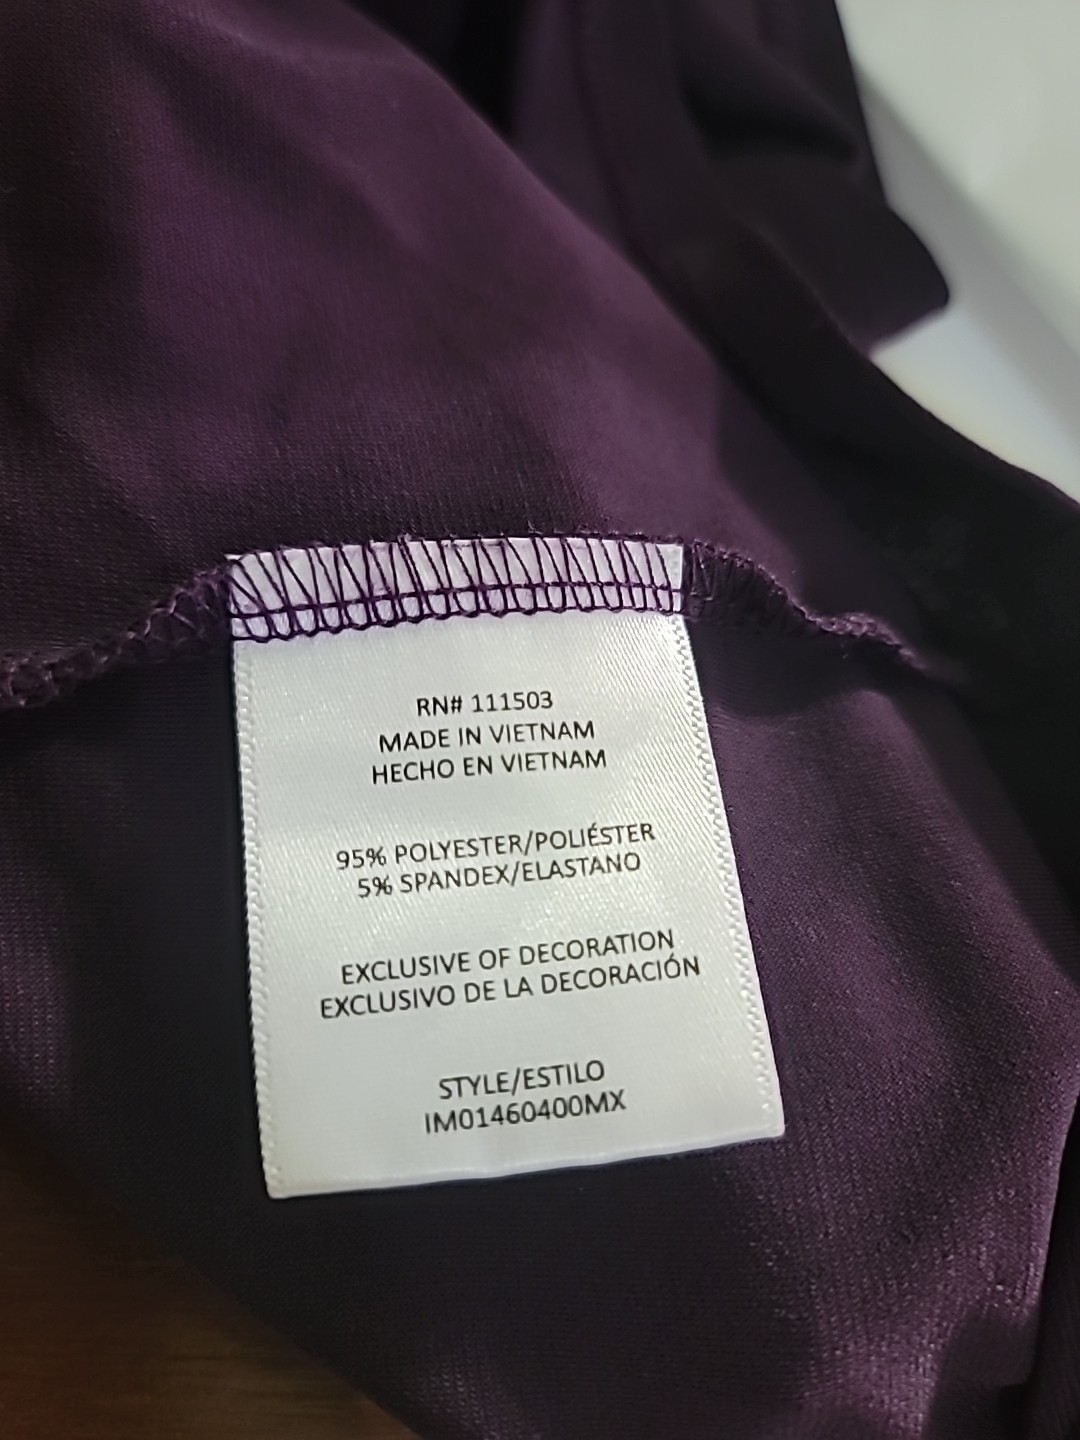 RN# 111503
MADE IN VIETNAM
HECHO EN VIETNAM
95% POLYESTER/POLIÉSTER
5% SPANDEX/ELASTANO
EXCLUSIVE OF DECORATION
EXCLUSIVO DE LA DECORACIÓN
STYLE/ESTILO
IM01460400MX